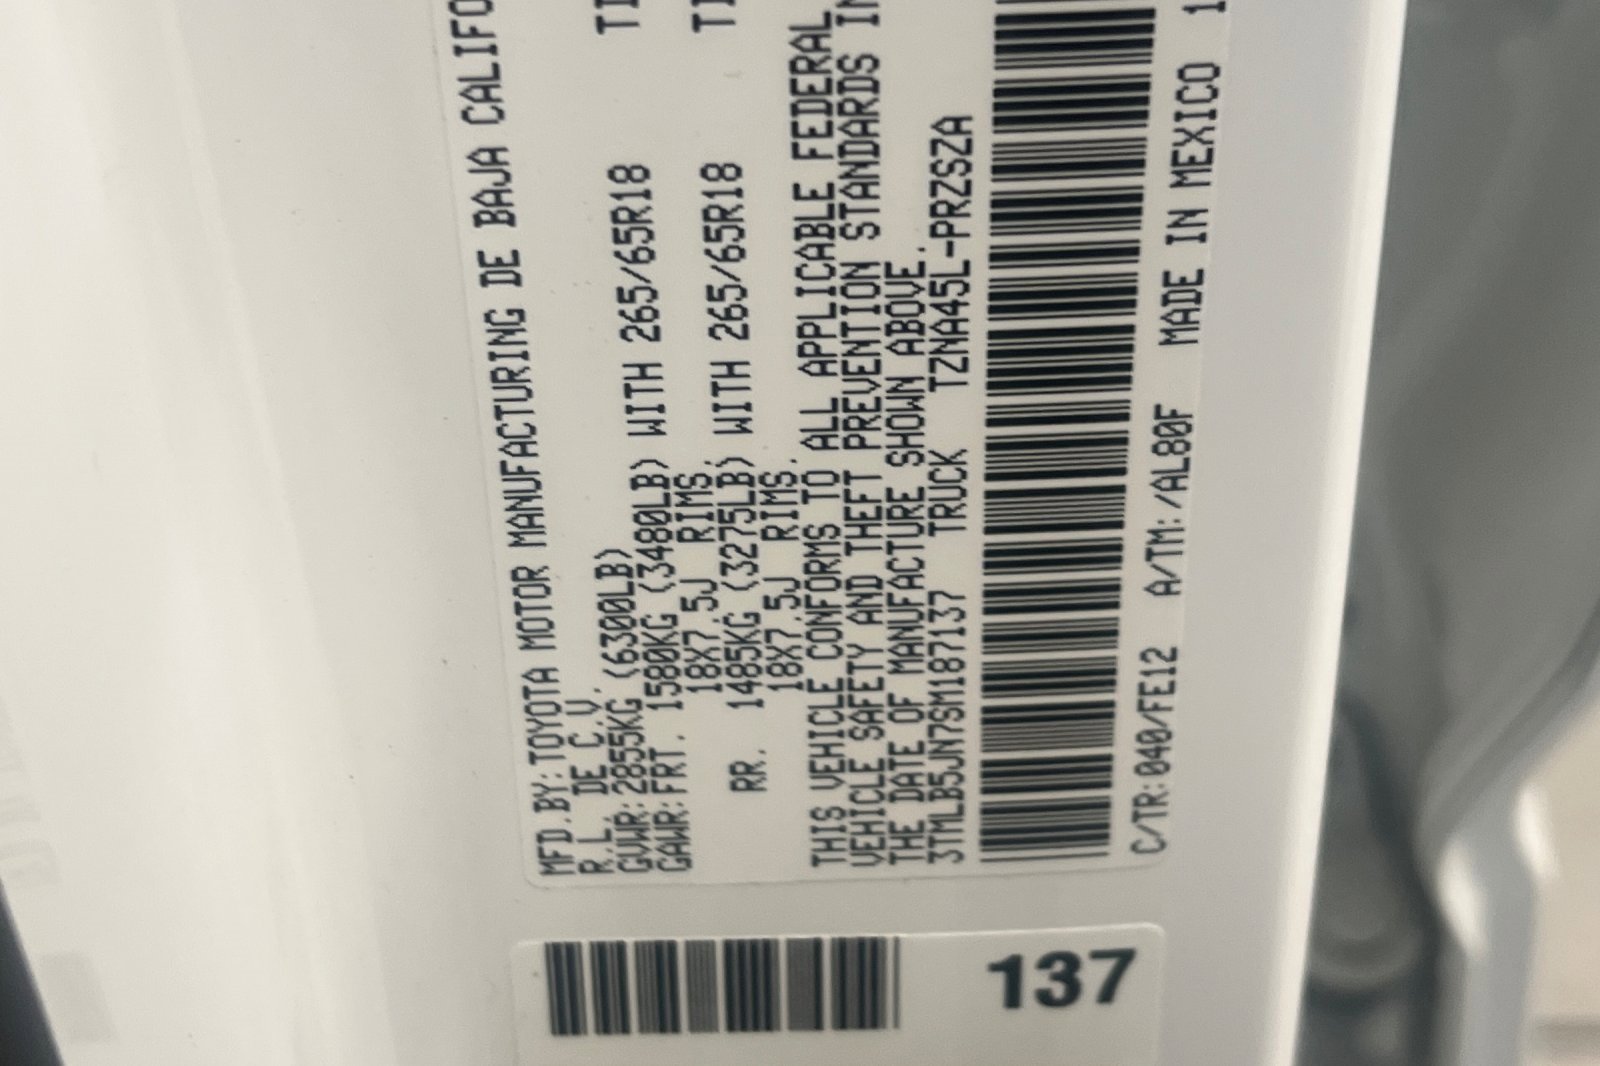 MFD.BY:TOYOTA MOTOR MANUFACTURING DE BAJA CALIFO
R.L. DE C.V.
GVWR:2855KG (6300LB)
GAWR:FRT. 1580KG (3480LB) WITH 265/65R18 TI
18X7.5J RIMS,
RR. 1485KG (3275LB) WITH 265/65R18 TI
18X7.5J RIMS.
THIS VEHICLE CONFORMS TO ALL APPLICABLE FEDERAL
VEHICLE SAFETY AND THEFT PREVENTION STANDARDS IN
THE DATE OF MANUFACTURE SHOWN ABOVE.
3TMLB5JN7SM187137 TRUCK TZNA45L-PRZSZA
C/TR:040/FE12 A/TM:/AL80F MADE IN MEXICO 1
137